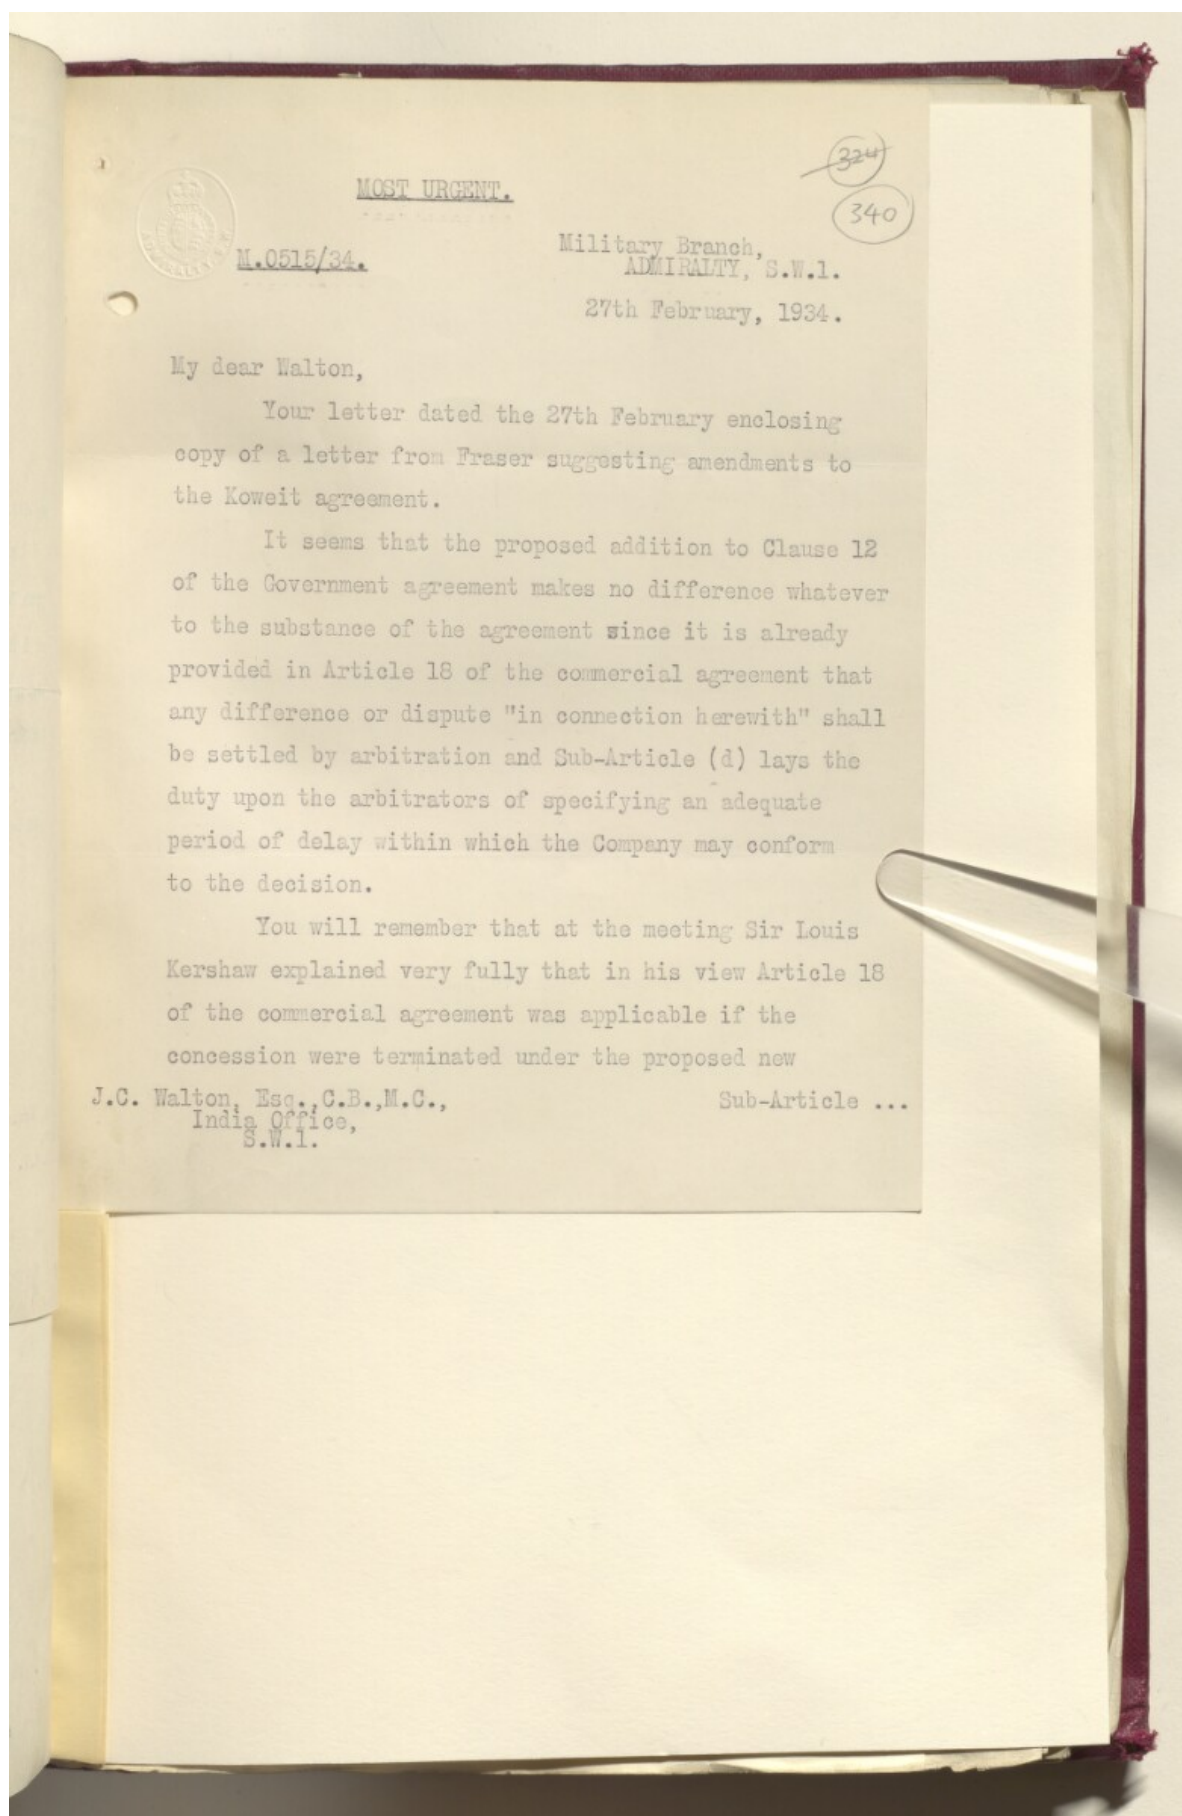 324
340
MOST URGENT.
M.0515/34.
Military Branch,
ADMIRALTY, S.W.1.
27th February, 1934.
My dear Walton,
Your letter dated the 27th February enclosing
copy of a letter from Fraser suggesting amendments to
the Koweit agreement.
It seems that the proposed addition to Clause 12
of the Government agreement makes no difference whatever
to the substance of the agreement since it is already
provided in Article 18 of the commercial agreement that
any difference or dispute "in connection herewith" shall
be settled by arbitration and Sub-Article (d) lays the
duty upon the arbitrators of specifying an adequate
period of delay within which the Company may conform
to the decision.
You will remember that at the meeting Sir Louis
Kershaw explained very fully that in his view Article 18
of the commercial agreement was applicable if the
concession were terminated under the proposed new
Sub-Article ...
J.C. Walton, Esq.,C.B.,M.C.,
India Office,
S.W.1.